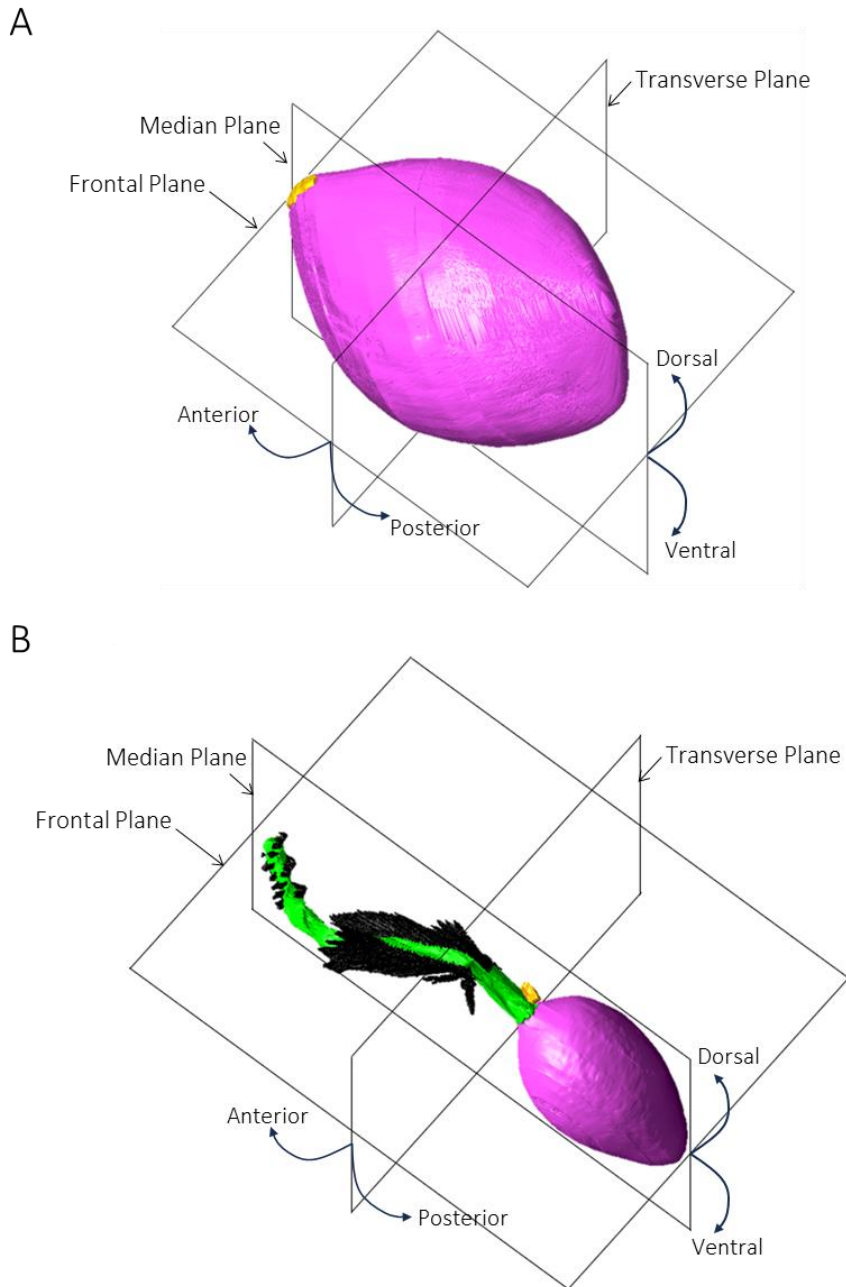 A
Transverse Plane
Median Plane
Frontal Plane
Dorsal
Anterior
Posterior
Ventral
B
Median Plane
Transverse Plane
Frontal Plane
Dorsal
Anterior
Posterior
Ventral